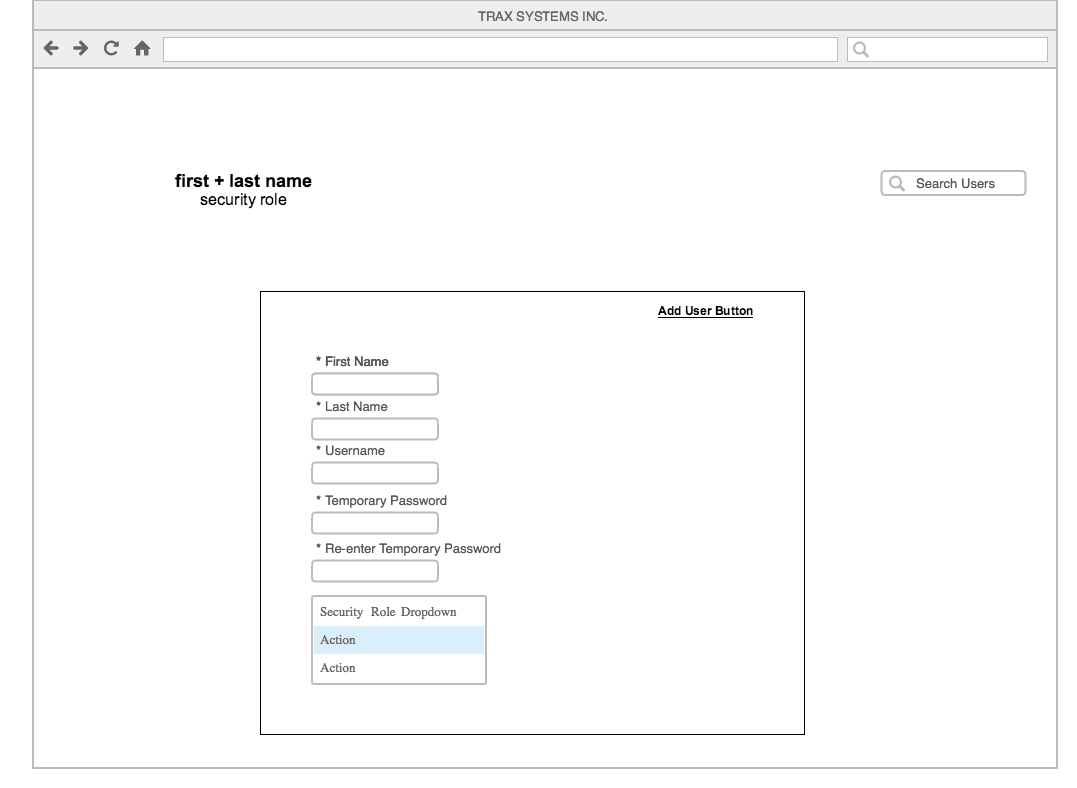 TRAX SYSTEMS INC.
first + last name
security role
Search Users
Add User Button
* First Name
* Last Name
* Username
* Temporary Password
* Re-enter Temporary Password
Security Role Dropdown
Action
Action